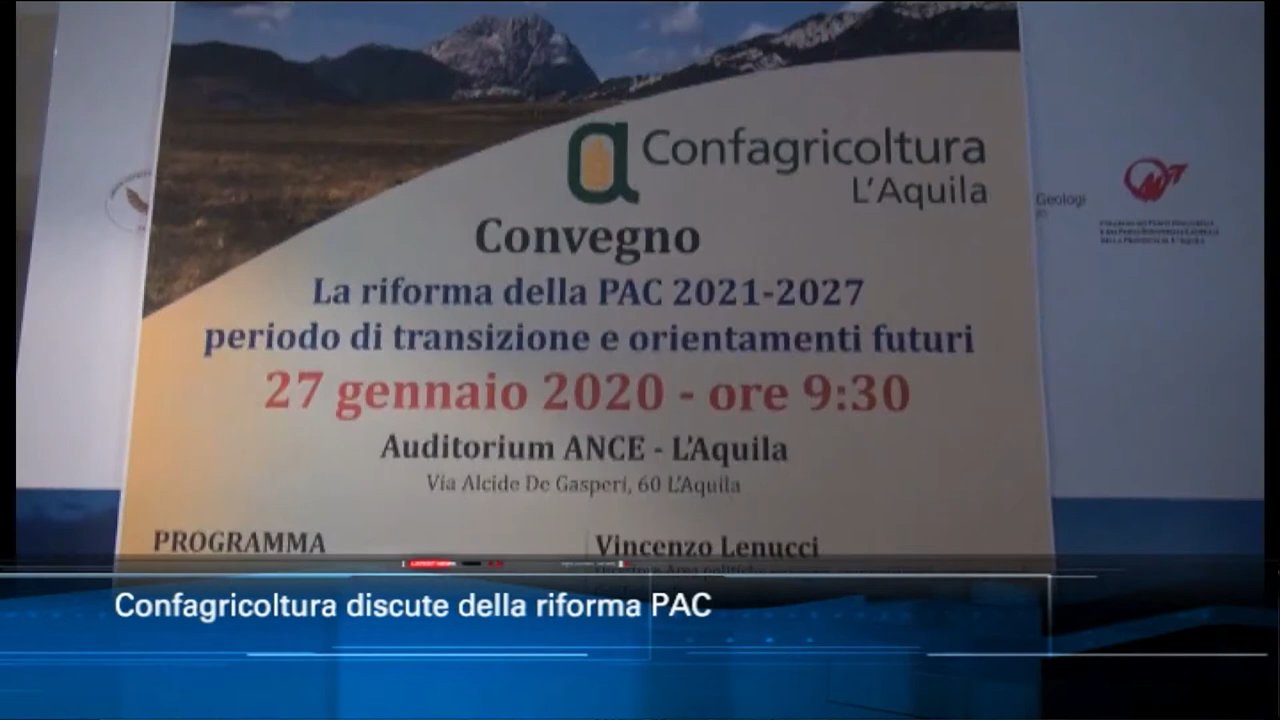 Confagricoltura
L'Aquila
Convegno
La riforma della PAC 2021-2027
periodo di transizione e orientamenti futuri
27 gennaio 2020 - ore 9:30
Auditorium ANCE - L'Aquila
Via Alcide De Gasperi, 60 L'Aquila
Geologi
PROGRAMMA
Vincenzo Lenucci
LATEST NEWS
Confagricoltura discute della riforma PAC